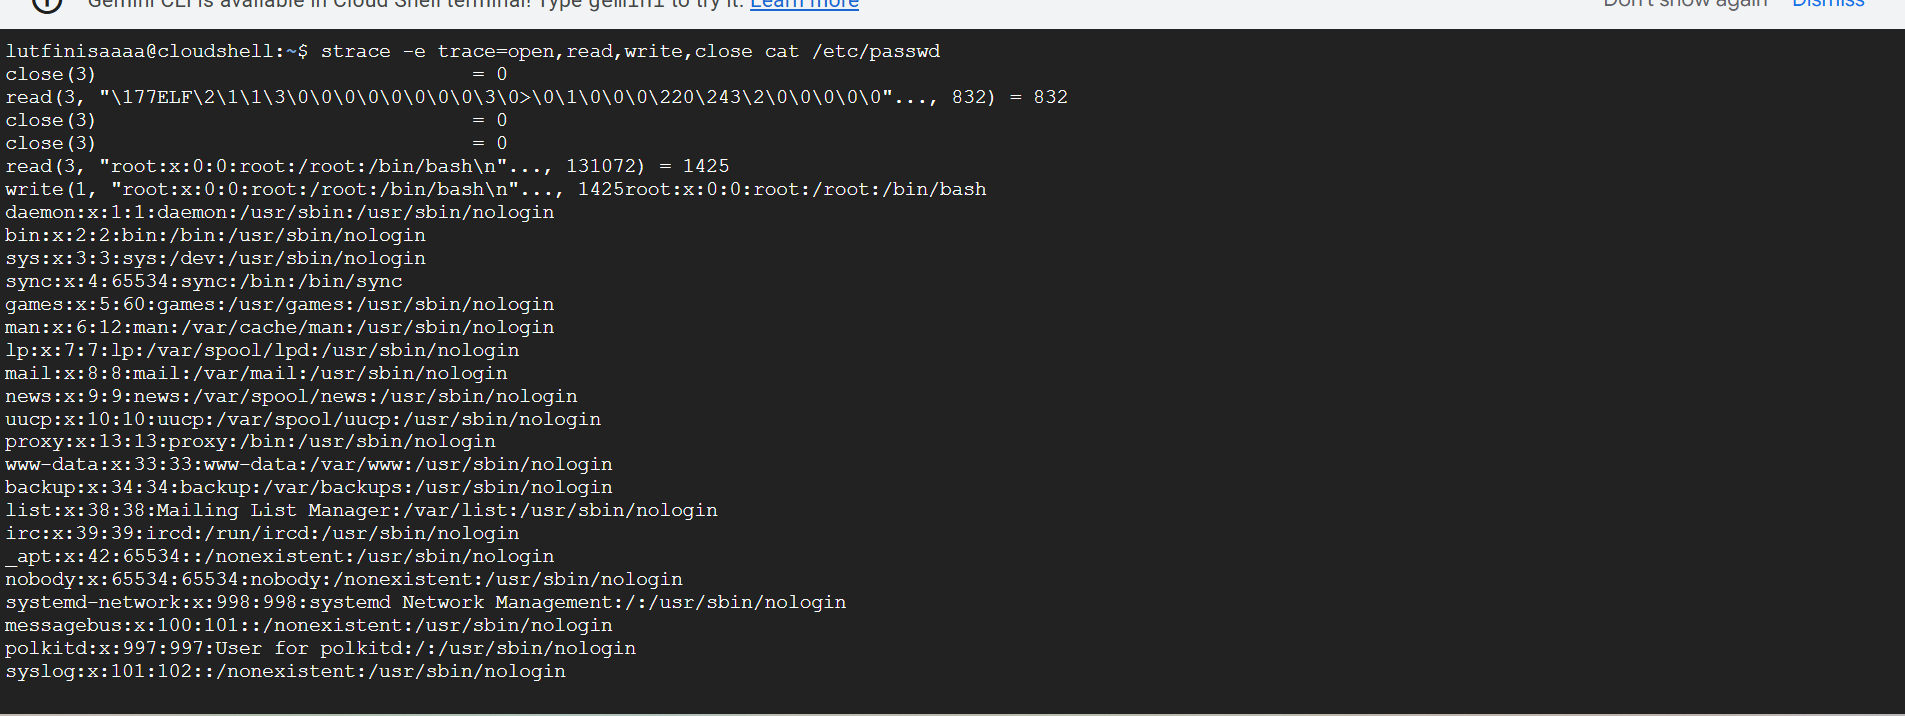 Gemini CLI is available in Cloud Shell terminal! Type gemini to try it. Learn more
Don't show again Dismiss
lutfinisaaaa@cloudshell:~$ strace -e trace=open,read,write,close cat /etc/passwd
close(3)                                = 0
read(3, "\177ELF\2\1\1\3\0\0\0\0\0\0\0\0\3\0>\0\1\0\0\0\220\243\2\0\0\0\0\0"..., 832) = 832
close(3)                                = 0
close(3)                                = 0
read(3, "root:x:0:0:root:/root:/bin/bash\n"..., 131072) = 1425
write(1, "root:x:0:0:root:/root:/bin/bash\n"..., 1425root:x:0:0:root:/root:/bin/bash
daemon:x:1:1:daemon:/usr/sbin:/usr/sbin/nologin
bin:x:2:2:bin:/bin:/usr/sbin/nologin
sys:x:3:3:sys:/dev:/usr/sbin/nologin
sync:x:4:65534:sync:/bin:/bin/sync
games:x:5:60:games:/usr/games:/usr/sbin/nologin
man:x:6:12:man:/var/cache/man:/usr/sbin/nologin
lp:x:7:7:lp:/var/spool/lpd:/usr/sbin/nologin
mail:x:8:8:mail:/var/mail:/usr/sbin/nologin
news:x:9:9:news:/var/spool/news:/usr/sbin/nologin
uucp:x:10:10:uucp:/var/spool/uucp:/usr/sbin/nologin
proxy:x:13:13:proxy:/bin:/usr/sbin/nologin
www-data:x:33:33:www-data:/var/www:/usr/sbin/nologin
backup:x:34:34:backup:/var/backups:/usr/sbin/nologin
list:x:38:38:Mailing List Manager:/var/list:/usr/sbin/nologin
irc:x:39:39:ircd:/run/ircd:/usr/sbin/nologin
_apt:x:42:65534::/nonexistent:/usr/sbin/nologin
nobody:x:65534:65534:nobody:/nonexistent:/usr/sbin/nologin
systemd-network:x:998:998:systemd Network Management:/:/usr/sbin/nologin
messagebus:x:100:101::/nonexistent:/usr/sbin/nologin
polkitd:x:997:997:User for polkitd:/:/usr/sbin/nologin
syslog:x:101:102::/nonexistent:/usr/sbin/nologin